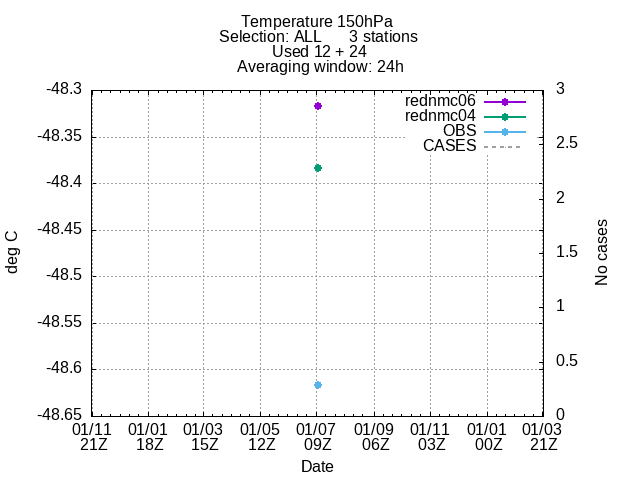 Temperature 150hPa
Selection: ALL 3 stations
Used 12 + 24
Averaging window: 24h
rednmc06
rednmc04
OBS
CASES
-48.3
-48.35
-48.4
-48.45
-48.5
-48.55
-48.6
-48.65
deg C
3
2.5
2
1.5
1
0.5
0
No cases
01/11 01/01 01/03 01/05 01/07 01/09 01/11 01/01 01/03
21Z 18Z 15Z 12Z 09Z 06Z 03Z 00Z 21Z
Date